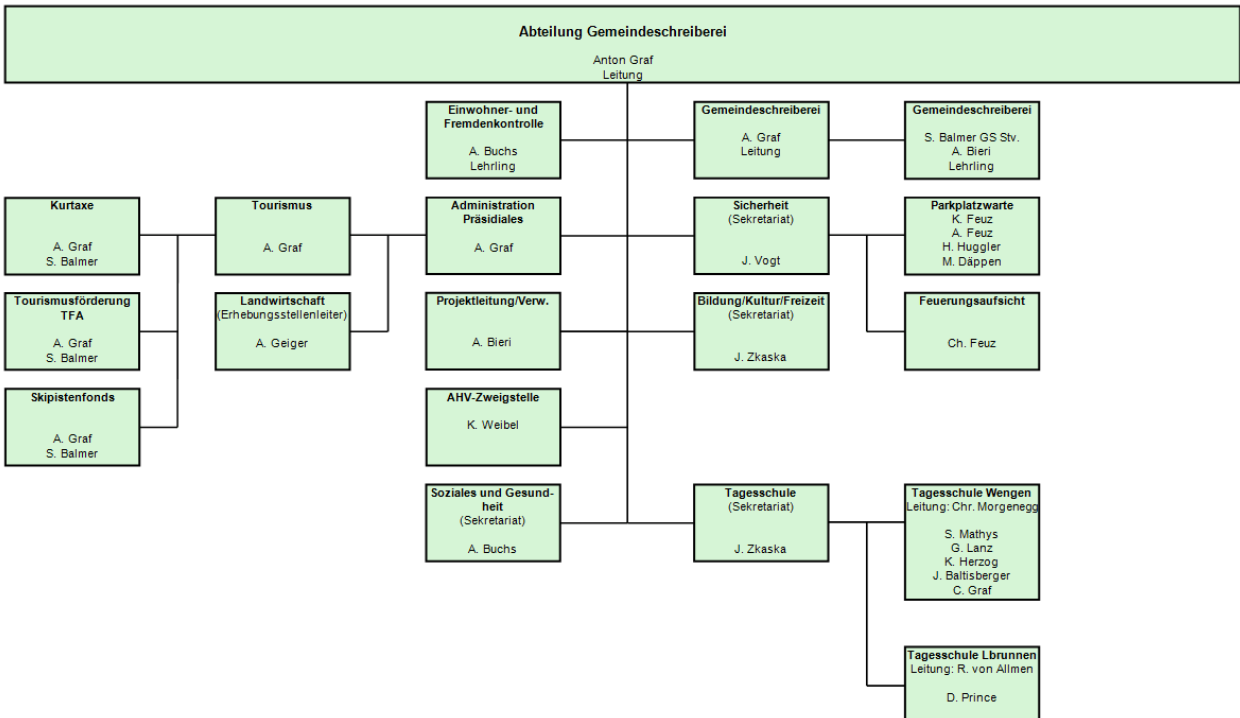 Abteilung Gemeindeschreiberei
Anton Graf
Leitung
Einwohner- und
Fremdenkontrolle
A. Buchs
Lehrling
Gemeindeschreiberei
A. Graf
Leitung
Gemeindeschreiberei
S. Balmer GS Stv.
A. Bieri
Lehrling
Kurtaxe
A. Graf
S. Balmer
Tourismus
A. Graf
Administration
Präsidiales
A. Graf
Sicherheit
(Sekretariat)
J. Vogt
Parkplatzwarte
K. Feuz
A. Feuz
H. Huggler
M. Däppen
Tourismusförderung
TFA
A. Graf
S. Balmer
Landwirtschaft
(Erhebungsstellenleiter)
A. Geiger
Projektleitung/Verw.
A. Bieri
Bildung/Kultur/Freizeit
(Sekretariat)
J. Zkaska
Feuerungsaufsicht
Ch. Feuz
Skipistenfonds
A. Graf
S. Balmer
AHV-Zweigstelle
K. Weibel
Soziales und Gesund-
heit
(Sekretariat)
A. Buchs
Tagesschule
(Sekretariat)
J. Zkaska
Tagesschule Wengen
Leitung: Chr. Morgenegg
S. Mathys
G. Lanz
K. Herzog
J. Baltisberger
C. Graf
Tagesschule Lbrunnen
Leitung: R. von Allmen
D. Prince